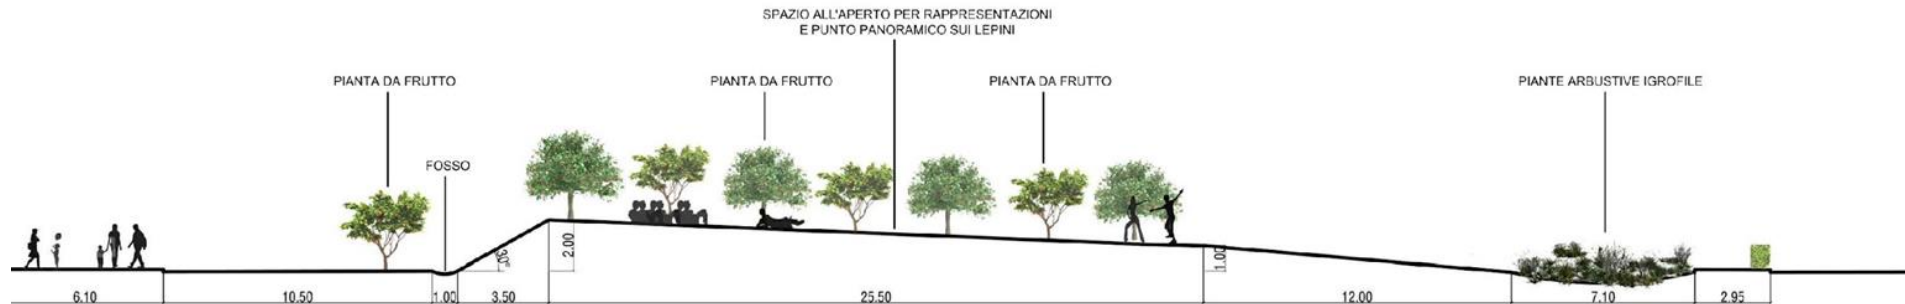 SPAZIO ALL'APERTO PER RAPPRESENTAZIONI
E PUNTO PANORAMICO SUI LEPINI
PIANTA DA FRUTTO
PIANTA DA FRUTTO
PIANTA DA FRUTTO
PIANTE ARBUSTIVE IGROFILE
FOSSO
30°
2.00
1.00
6.10
10.50
1.00
3.50
25.50
12.00
7.10
2.95